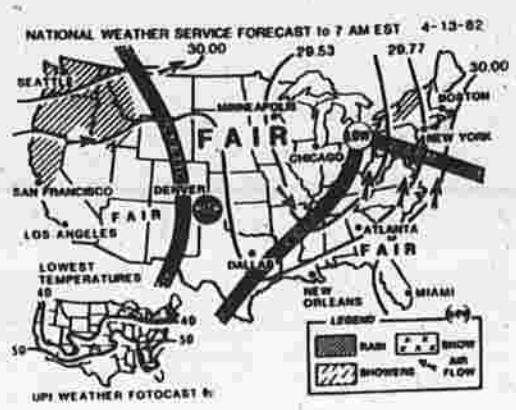 NATIONAL WEATHER SERVICE FORECAST to 7 AM EST 4-13-82
30.00 29.53 29.77
30.00
SEATTLE
BOSTON
MINNEAPOLIS
LOW
NEW YORK
FAIR
CHICAGO
SAN FRANCISCO
DENVER
FAIR
LOS ANGELES
ATLANTA
FAIR
DALLAS
LOWEST
TEMPERATURES
40
NEW
ORLEANS
MIAMI
40
50
50
LEGEND
RAIN
SNOW
SHOWERS
AIR
FLOW
UPI WEATHER FOTOCAST